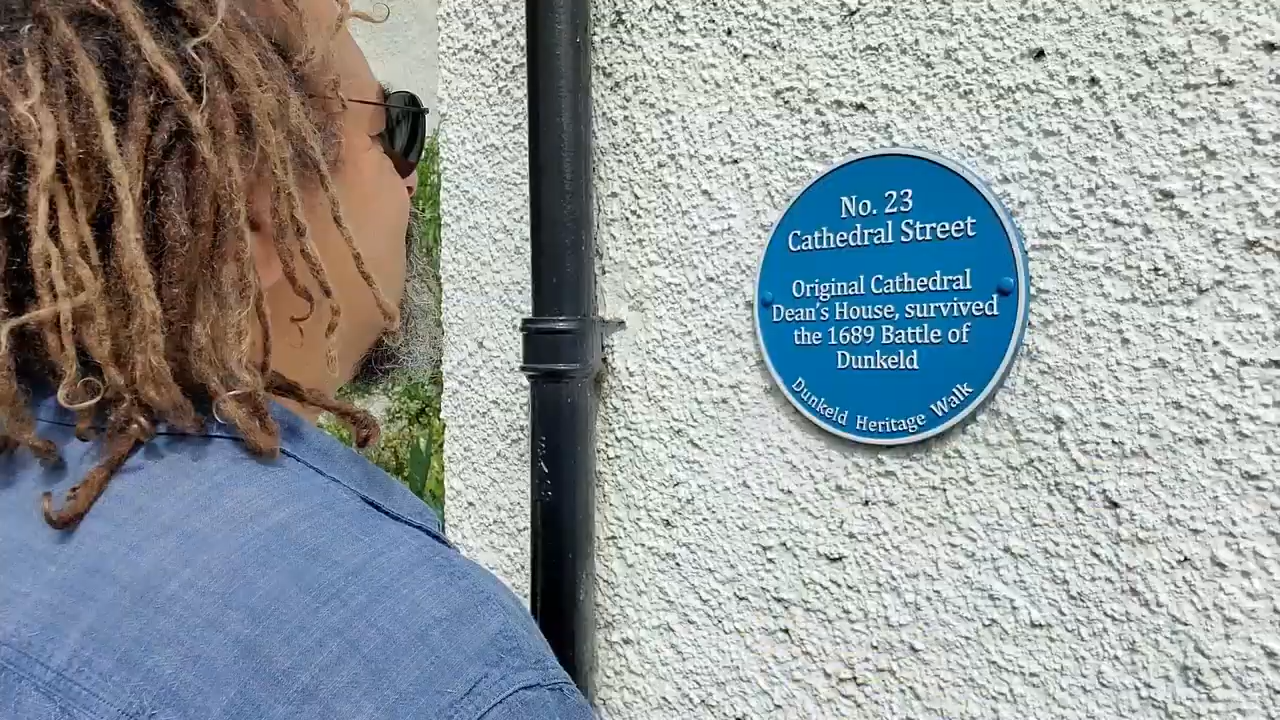 No. 23
Cathedral Street
Original Cathedral
Dean's House, survived
the 1689 Battle of
Dunkeld
Dunkeld Heritage Walk